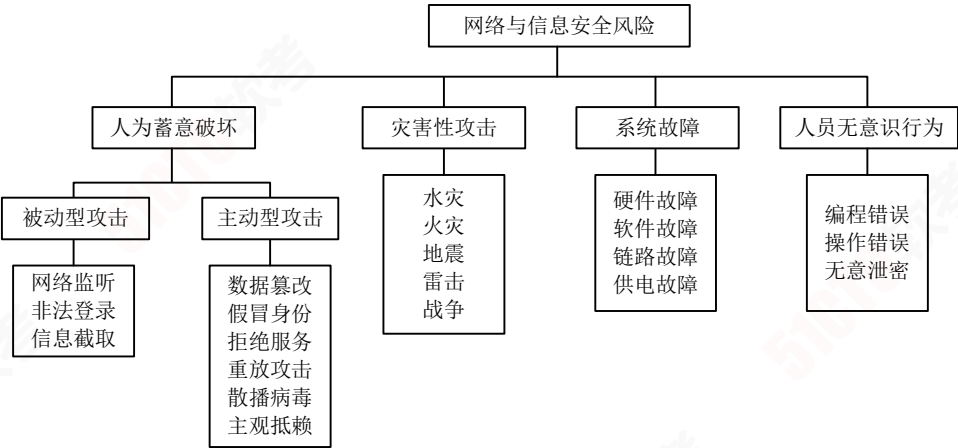 网络与信息安全风险
人为蓄意破坏
灾害性攻击
系统故障
人员无意识行为
被动型攻击
主动型攻击
网络监听
非法登录
信息截取
数据篡改
假冒身份
拒绝服务
重放攻击
散播病毒
主观抵赖
水灾
火灾
地震
雷击
战争
硬件故障
软件故障
链路故障
供电故障
编程错误
操作错误
无意泄密